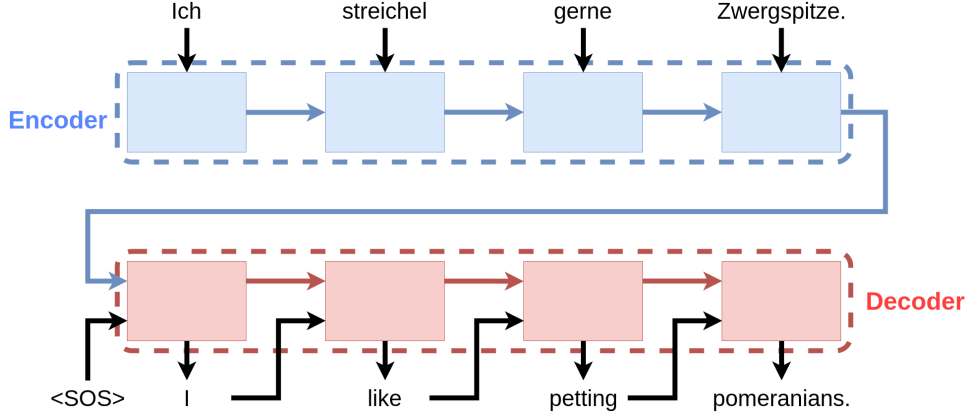 Ich streichel gerne Zwergspitze.
Encoder
Decoder
<SOS> I like petting pomeranians.